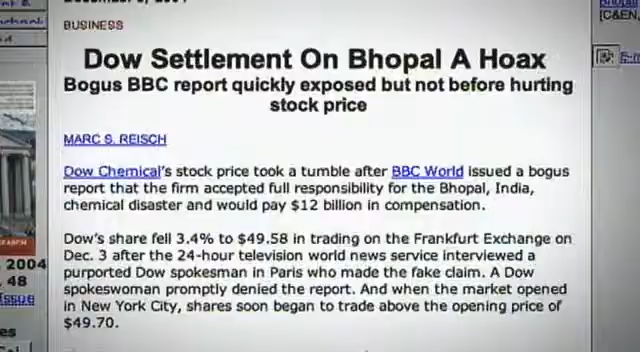 BUSINESS
[C&EN,
Dow Settlement On Bhopal A Hoax
Bogus BBC report quickly exposed but not before hurting
stock price
MARC S. REISCH
Dow Chemical's stock price took a tumble after BBC World issued a bogus
report that the firm accepted full responsibility for the Bhopal, India,
chemical disaster and would pay $12 billion in compensation.
Dow's share fell 3.4% to $49.58 in trading on the Frankfurt Exchange on
Dec. 3 after the 24-hour television world news service interviewed a
purported Dow spokesman in Paris who made the fake claim. A Dow
spokeswoman promptly denied the report. And when the market opened
in New York City, shares soon began to trade above the opening price of
$49.70.
2004
48